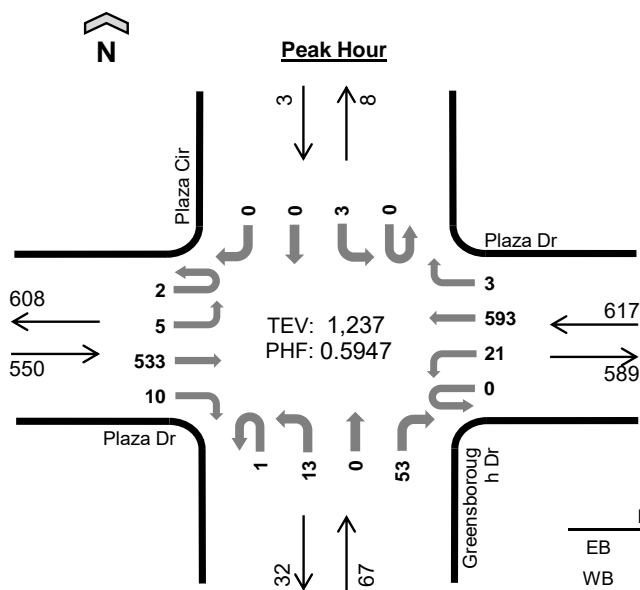 N
Peak Hour
3
8
Plaza Cir
0
0
3
0
Plaza Dr
2
3
608
5
TEV: 1,237
593
617
550
533
PHF: 0.5947
21
589
10
0
Plaza Dr
1
13
0
53
Greensboroug
h Dr
32
67
EB
WB